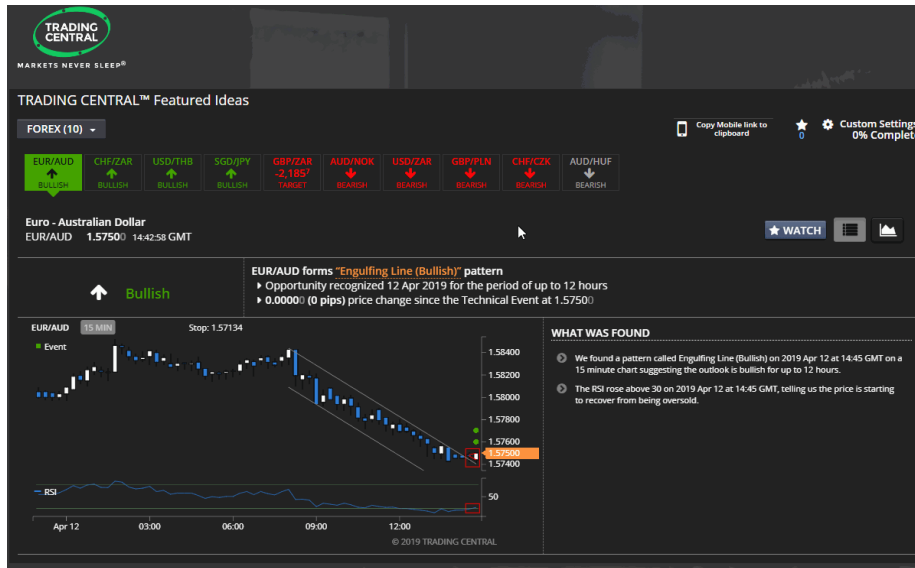 TRADING
CENTRAL
MARKETS NEVER SLEEP®
TRADING CENTRAL™ Featured Ideas
FOREX (10)
Copy Mobile link to
clipboard
0
Custom Settings
0% Complet
EUR/AUD CHF/ZAR USD/THB SGD/JPY GBP/ZAR AUD/NOK USD/ZAR GBP/PLN CHF/CZK AUD/HUF
-2,185⁷
BULLISH BULLISH BULLISH BULLISH TARGET BEARISH BEARISH BEARISH BEARISH BEARISH
Euro - Australian Dollar
EUR/AUD 1.57500 14:42:58 GMT
WATCH
Bullish
EUR/AUD forms "Engulfing Line (Bullish)" pattern
Opportunity recognized 12 Apr 2019 for the period of up to 12 hours
0.00000 (0 pips) price change since the Technical Event at 1.57500
EUR/AUD 15 MIN Stop: 1.57134
Event
1.58400
1.58200
1.58000
1.57800
1.57600
1.57500
1.57400
RSI
50
Apr 12 03:00 06:00 09:00 12:00
© 2019 TRADING CENTRAL
WHAT WAS FOUND
We found a pattern called Engulfing Line (Bullish) on 2019 Apr 12 at 14:45 GMT on a
15 minute chart suggesting the outlook is bullish for up to 12 hours.
The RSI rose above 30 on 2019 Apr 12 at 14:45 GMT, telling us the price is starting
to recover from being oversold.